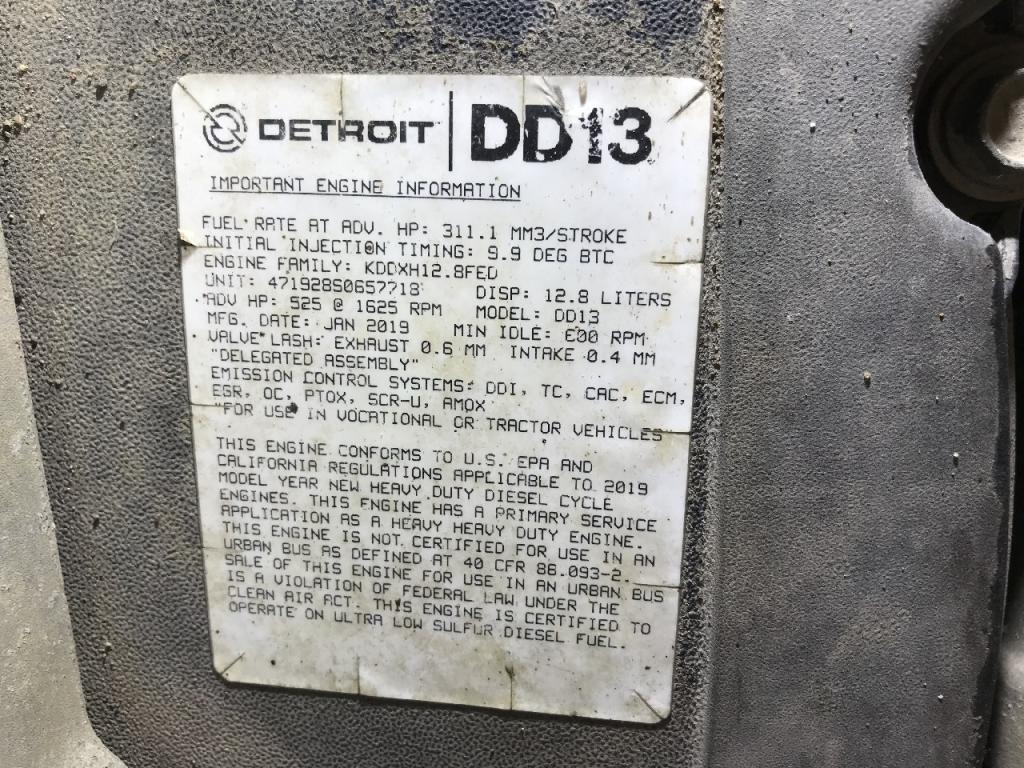 DETROIT DD13
IMPORTANT ENGINE INFORMATION
FUEL RATE AT ADV. HP: 311.1 MM3/STROKE
INITIAL INJECTION TIMING: 9.9 DEG BTC
ENGINE FAMILY: KDDXH12.8FED
UNIT: 471928S0657718 DISP: 12.8 LITERS
ADV HP: 525 @ 1625 RPM MODEL: DD13
MFG. DATE: JAN 2019 MIN IDLE: 600 RPM
VALVE LASH: EXHAUST 0.6 MM INTAKE 0.4 MM
"DELEGATED ASSEMBLY"
EMISSION CONTROL SYSTEMS: DDI, TC, CAC, ECM,
EGR, OC, PTOX, SCR-U, AMOX
"FOR USE IN VOCATIONAL OR TRACTOR VEHICLES"
THIS ENGINE CONFORMS TO U.S. EPA AND
CALIFORNIA REGULATIONS APPLICABLE TO 2019
MODEL YEAR NEW HEAVY DUTY DIESEL CYCLE
ENGINES. THIS ENGINE HAS A PRIMARY SERVICE
APPLICATION AS A HEAVY HEAVY DUTY ENGINE.
THIS ENGINE IS NOT CERTIFIED FOR USE IN AN
URBAN BUS AS DEFINED AT 40 CFR 86.093-2.
SALE OF THIS ENGINE FOR USE IN AN URBAN BUS
IS A VIOLATION OF FEDERAL LAW UNDER THE
CLEAN AIR ACT. THIS ENGINE IS CERTIFIED TO
OPERATE ON ULTRA LOW SULFUR DIESEL FUEL.